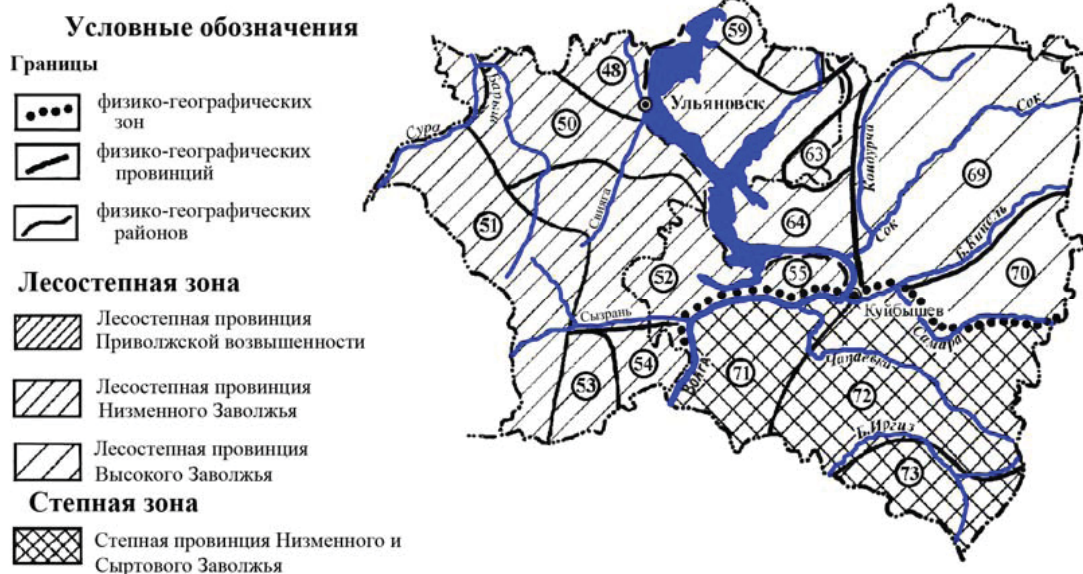 Условные обозначения
Границы
физико-географических
зон
физико-географических
провинций
физико-географических
районов
Лесостепная зона
Лесостепная провинция
Приволжской возвышенности
Лесостепная провинция
Низменного Заволжья
Лесостепная провинция
Высокого Заволжья
Степная зона
Степная провинция Низменного и
Сыртового Заволжья
59
48
Ульяновск
Барыш
Сура
50
63
Кондурча
Сок
69
Свияга
51
64
Сок
Б.Кинель
52
55
70
Куйбышев
Сызрань
Самара
54
53
71
Волга
Чапаевка
72
Б.Иргиз
73